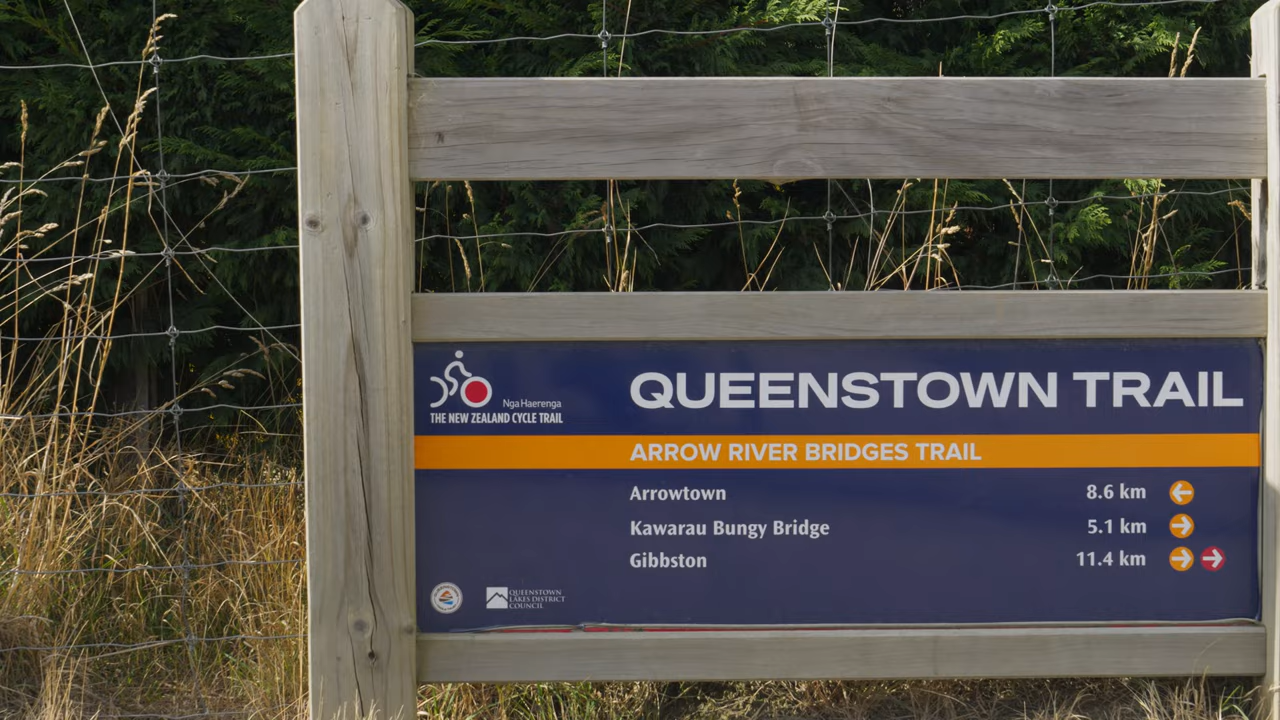 Nga Haerenga
THE NEW ZEALAND CYCLE TRAIL
QUEENSTOWN TRAIL
ARROW RIVER BRIDGES TRAIL
Arrowtown 8.6 km
Kawarau Bungy Bridge 5.1 km
Gibbston 11.4 km
QUEENSTOWN
LAKES DISTRICT
COUNCIL